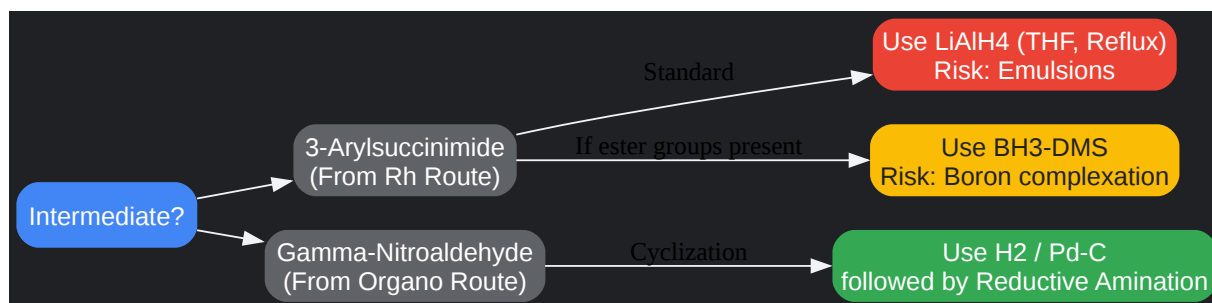 Use LiAlH4 (THF, Reflux)
Risk: Emulsions
Standard
3-Arylsuccinimide
(From Rh Route)
If ester groups present
Use BH3-DMS
Risk: Boron complexation
Intermediate?
Gamma-Nitroaldehyde
(From Organo Route)
Cyclization
Use H2 / Pd-C
followed by Reductive Amination